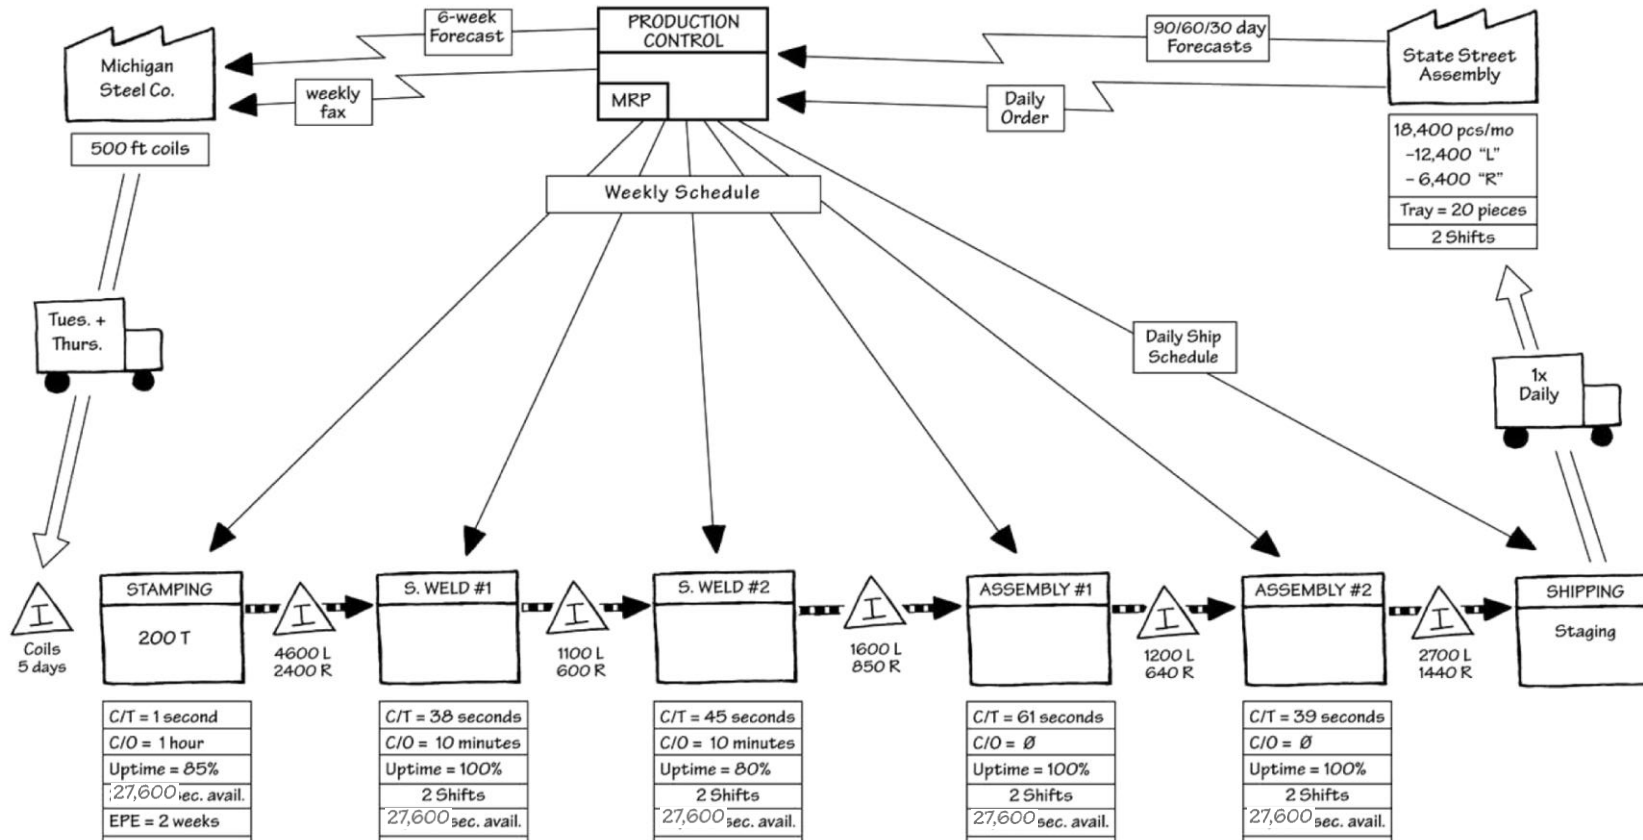 6-week
Forecast
PRODUCTION
CONTROL
90/60/30 day
Forecasts
Michigan
Steel Co.
State Street
Assembly
weekly
fax
MRP
Daily
Order
500 ft coils
18,400 pcs/mo
-12,400 "L"
- 6,400 "R"
Tray = 20 pieces
2 Shifts
Weekly Schedule
Tues. +
Thurs.
Daily Ship
Schedule
1x
Daily
STAMPING
200 T
S. WELD #1
S. WELD #2
ASSEMBLY #1
ASSEMBLY #2
SHIPPING
Staging
I
Coils
5 days
I
4600 L
2400 R
I
1100 L
600 R
I
1600 L
850 R
I
1200 L
640 R
I
2700 L
1440 R
C/T = 1 second
C/O = 1 hour
Uptime = 85%
27,600 sec. avail.
EPE = 2 weeks
C/T = 38 seconds
C/O = 10 minutes
Uptime = 100%
2 Shifts
27,600 sec. avail.
C/T = 45 seconds
C/O = 10 minutes
Uptime = 80%
2 Shifts
27,600 sec. avail.
C/T = 61 seconds
C/O = Ø
Uptime = 100%
2 Shifts
27,600 sec. avail.
C/T = 39 seconds
C/O = Ø
Uptime = 100%
2 Shifts
27,600 sec. avail.